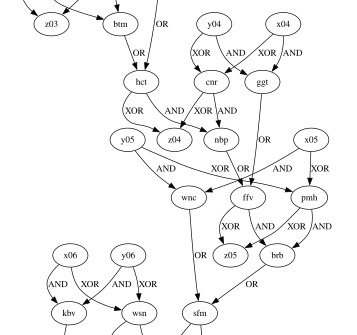 z03 btm y04 x04
OR OR XOR AND XOR AND
hct cnr ggt
XOR AND XOR AND
y05 z04 nbp OR x05
AND XOR OR AND XOR
wnc ffv pmh
XOR AND XOR AND
x06 y06 z05 brb
AND XOR AND XOR OR OR
kbv wsn sfm